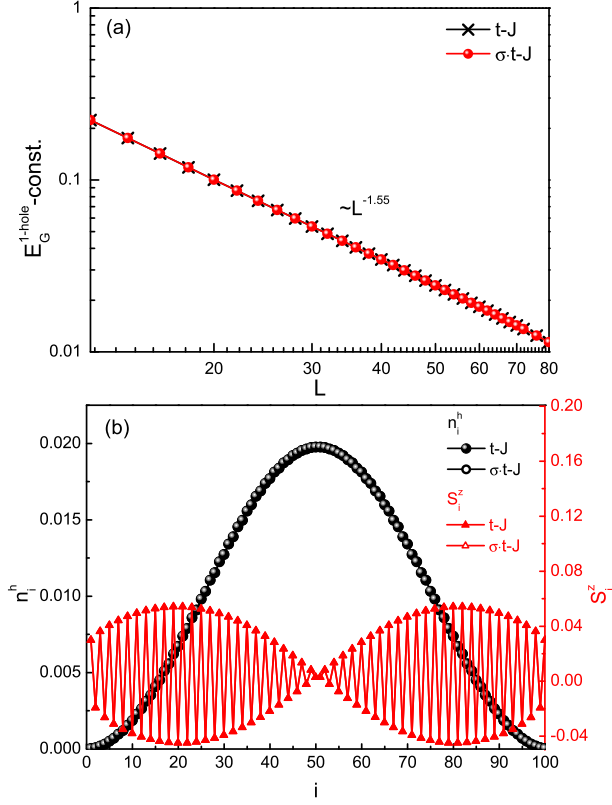 (a)
t-J
σ·t-J
1
0.1
0.01
E_G^{1-hole}-const.
~L^{-1.55}
20 30 40 50 60 70 80
L
(b)
n_i^h
t-J
σ·t-J
S_i^z
t-J
σ·t-J
0.020
0.015
0.010
0.005
0.000
n_i^h
0.20
0.16
0.12
0.08
0.04
0.00
-0.04
S_i^z
0 10 20 30 40 50 60 70 80 90 100
i